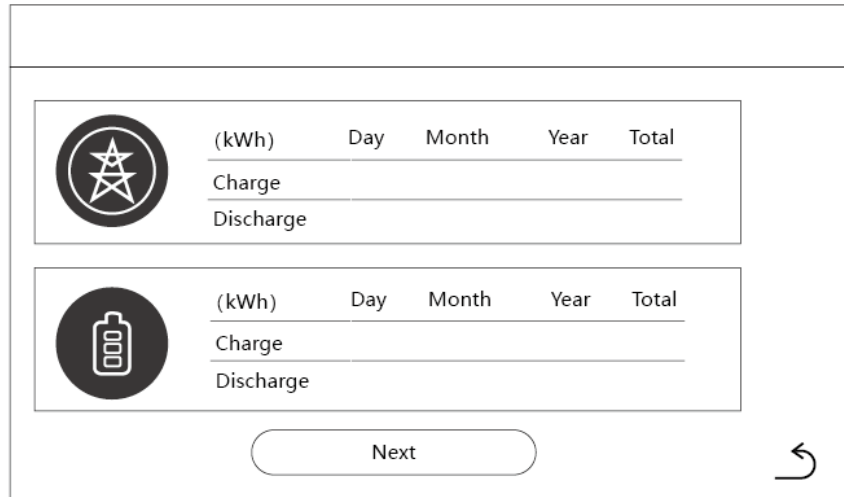 (kWh) Day Month Year Total
Charge
Discharge
(kWh) Day Month Year Total
Charge
Discharge
Next